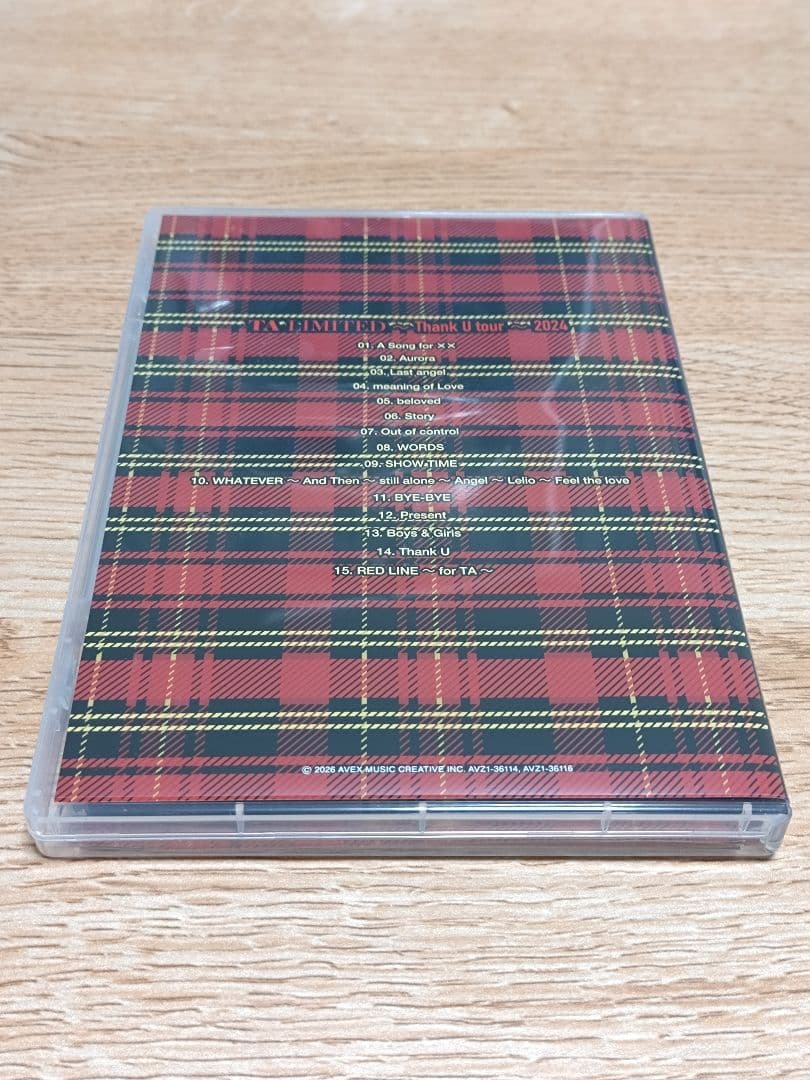 TA LIMITED ～ Thank U tour ～ 2024
01. A Song for ××
02. Aurora
03. Last angel
04. meaning of Love
05. beloved
06. Story
07. Out of control
08. WORDS
09. SHOW TIME
10. WHATEVER ～ And Then ～ still alone ～ Angel ～ Lelio ～ Feel the love
11. BYE-BYE
12. Present
13. Boys & Girls
14. Thank U
15. RED LINE ～ for TA ～
© 2026 AVEX MUSIC CREATIVE INC. AVZ1-36114, AVZ1-36116